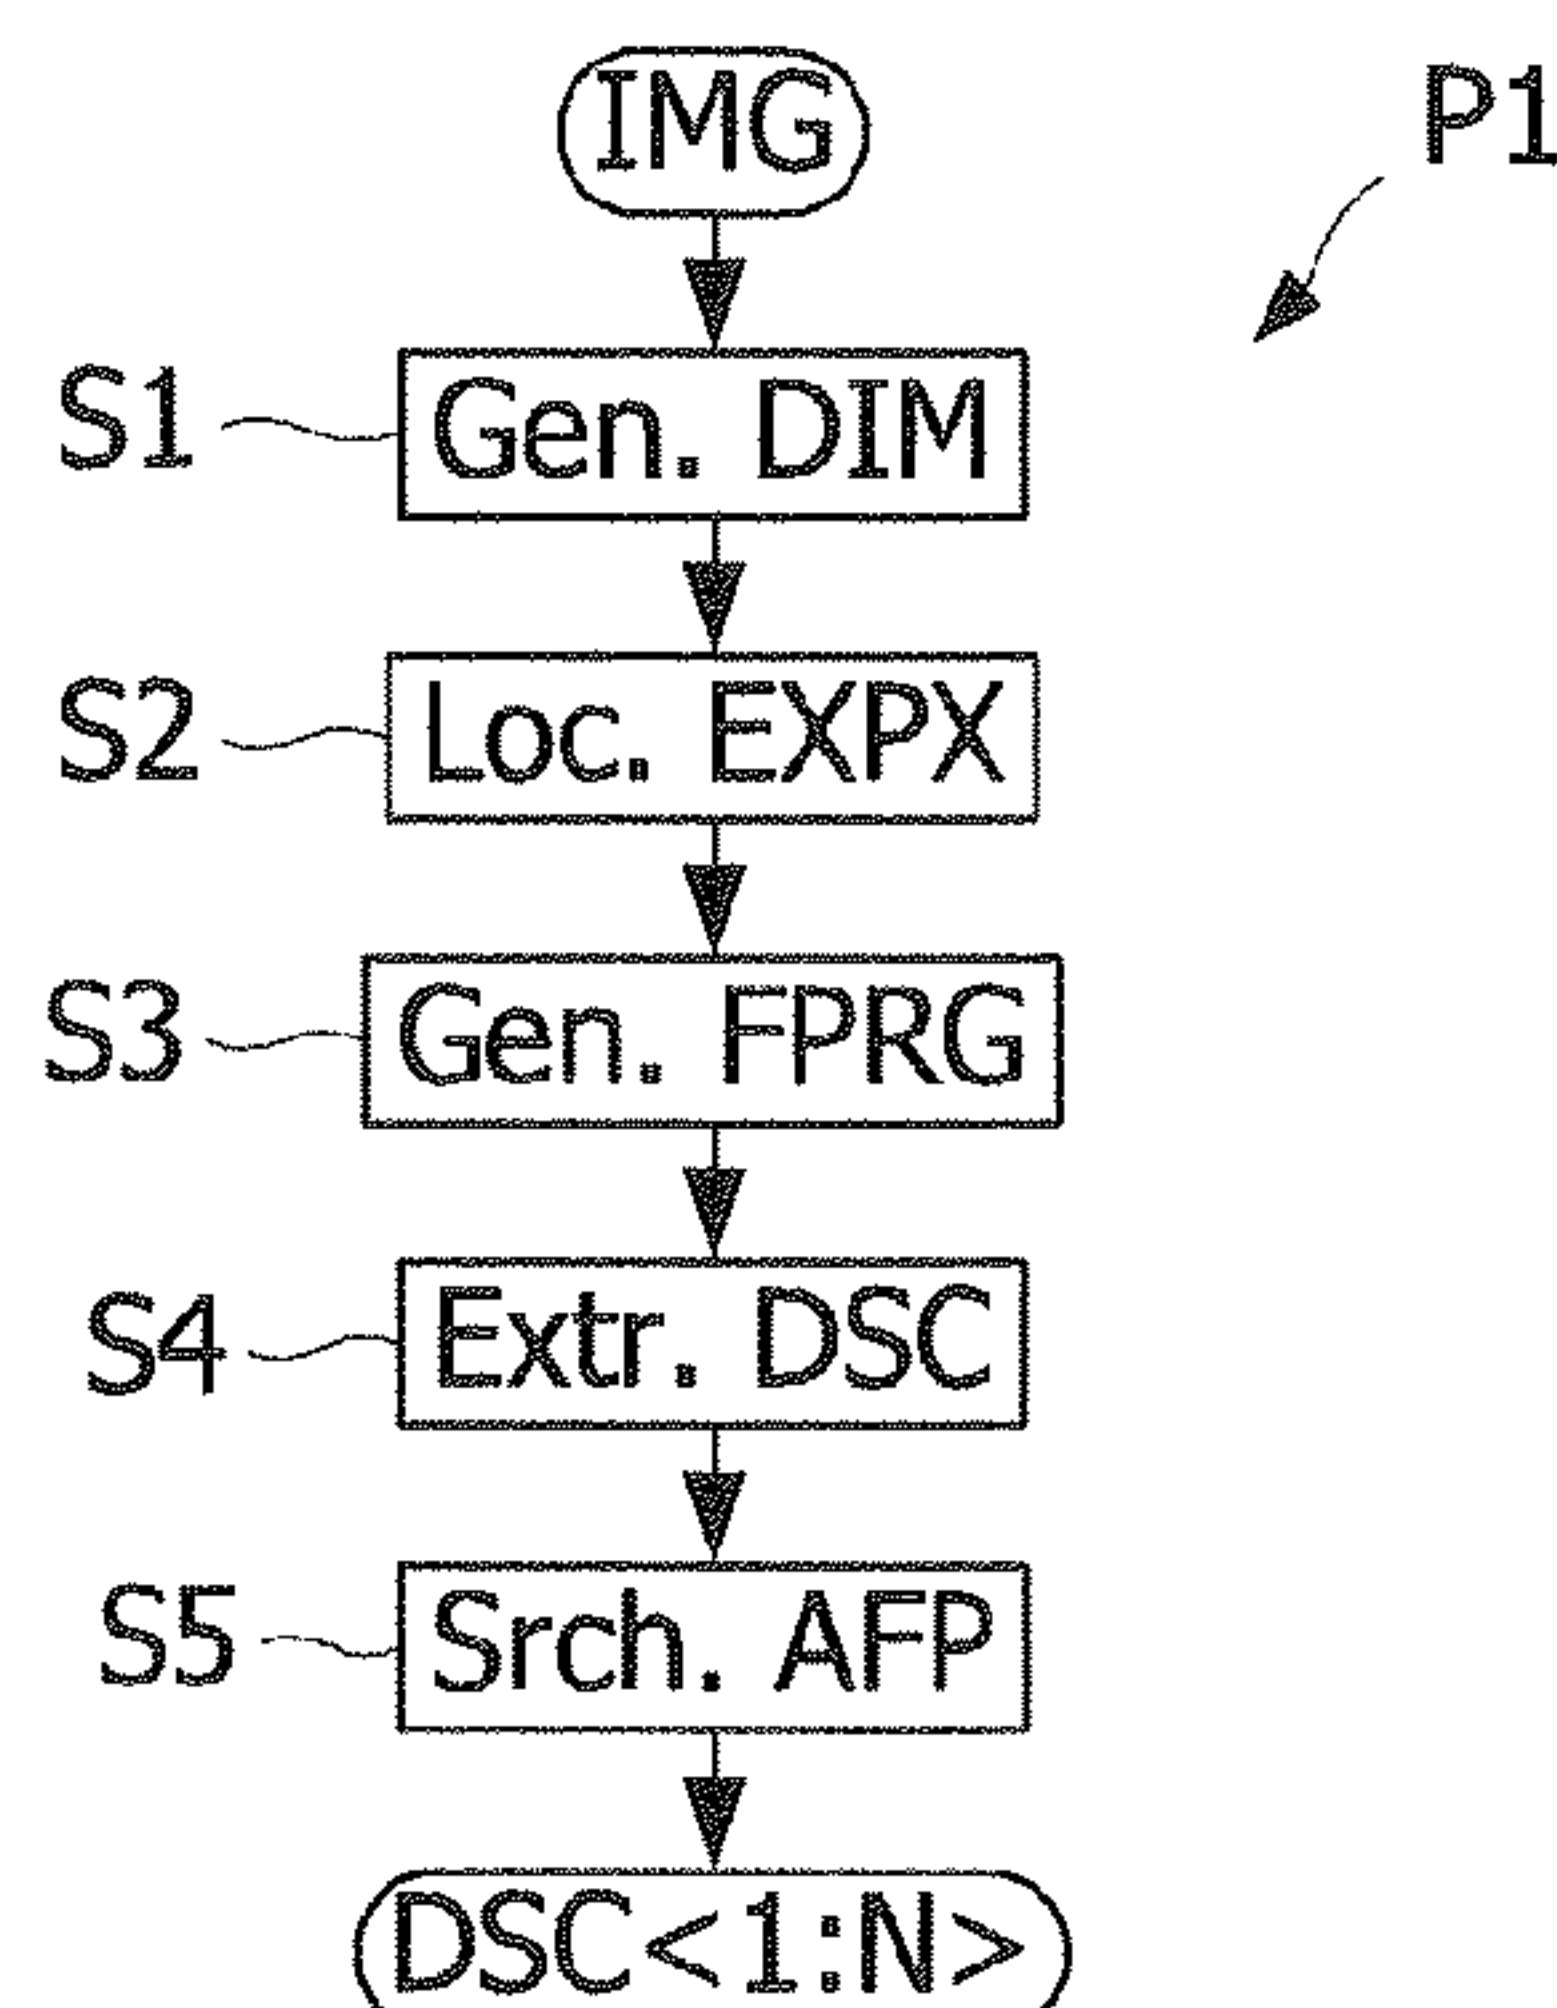 IMG
P1
S1 Gen. DIM
S2 Loc. EXPX
S3 Gen. FPRG
S4 Extr. DSC
S5 Srch. AFP
DSC<1:N>